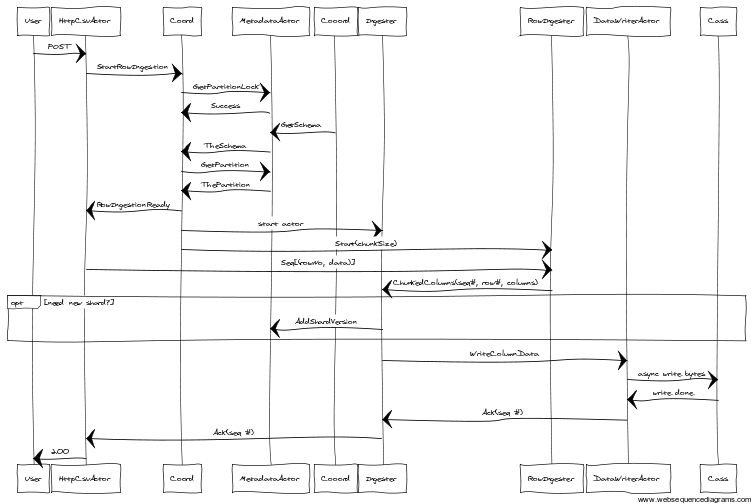 User HttpCsvActor Coord MetadataActor Cooord Ingester RowIngester DataWriterActor Cass
POST
StartRowIngestion
GetPartitionLock
Success
GetSchema
TheSchema
GetPartition
ThePartition
RowIngestionReady
start actor
Start(chunkSize)
Seq[(rowNo, data)]
ChunkedColumns(seq#, row#, columns)
opt [need new shard?]
AddShardVersion
WriteColumnData
async write bytes
write done
Ack(seq #)
Ack(seq #)
200
User HttpCsvActor Coord MetadataActor Cooord Ingester RowIngester DataWriterActor Cass
www.websequencediagrams.com